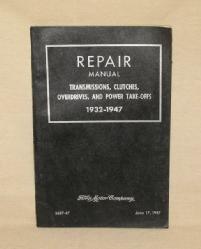 REPAIR
MANUAL
TRANSMISSIONS, CLUTCHES,
OVERDRIVES, AND POWER TAKE-OFFS
1932-1947
Ford Motor Company
June 17, 1947